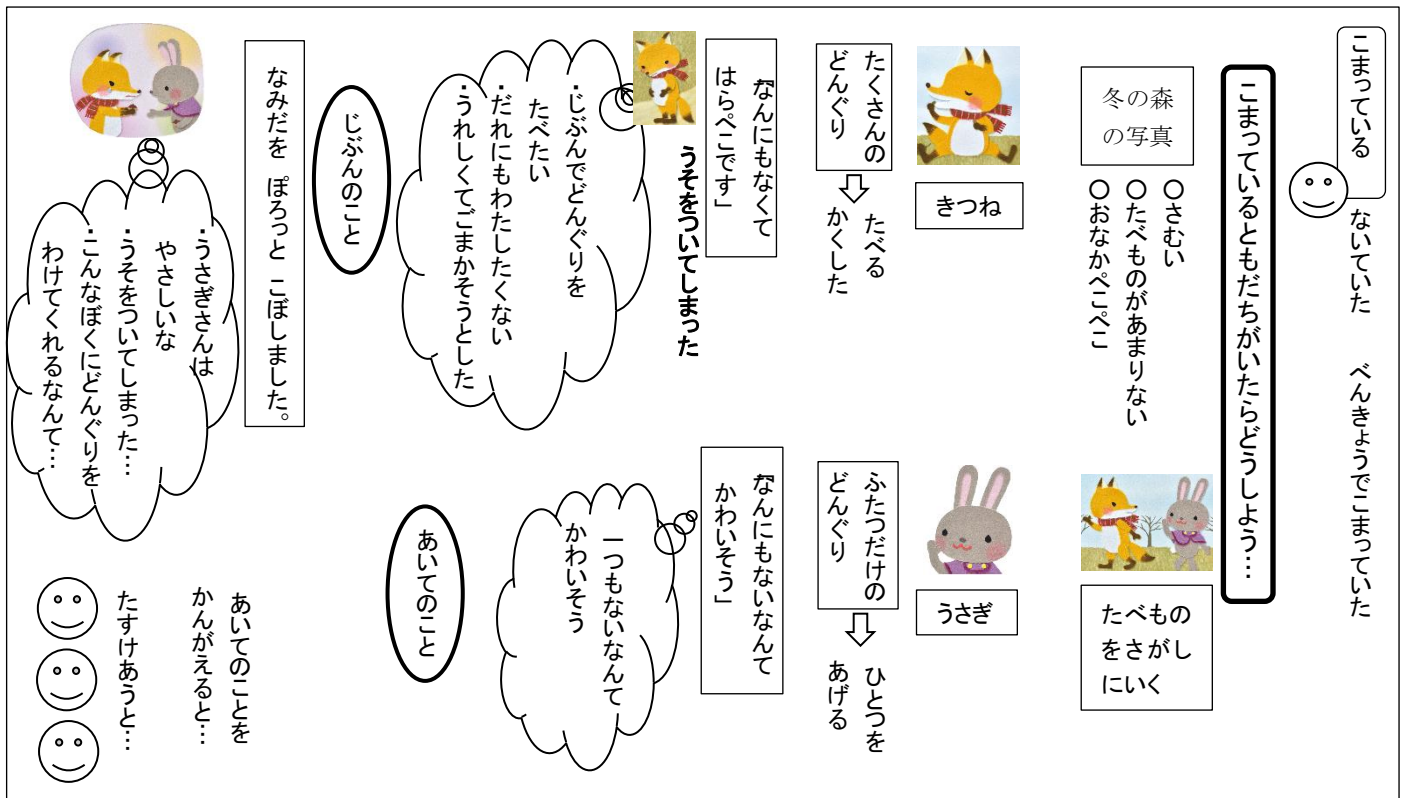 こまっている
ないていた　べんきょうでこまっていた
こまっているともだちがいたらどうしよう…
冬の森
の写真
○さむい
○たべものがあまりない
○おなかぺこぺこ
たべもの
をさがし
にいく
きつね
たくさんの
どんぐり
たべる
かくした
「なんにもなくて
はらぺこです」
うそをついてしまった
・じぶんでどんぐりを
たべたい
・だれにもわたしたくない
・うれしくてごまかそうとした
じぶんのこと
うさぎ
ふたつだけの
どんぐり
ひとつを
あげる
「なんにもないなんて
かわいそう」
一つもないなんて
かわいそう
あいてのこと
なみだを　ぽろっと　こぼしました。
・うさぎさんは
やさしいな
・うそをついてしまった…
・こんなぼくにどんぐりを
わけてくれるなんて…
あいてのことを
かんがえると…
たすけあうと…